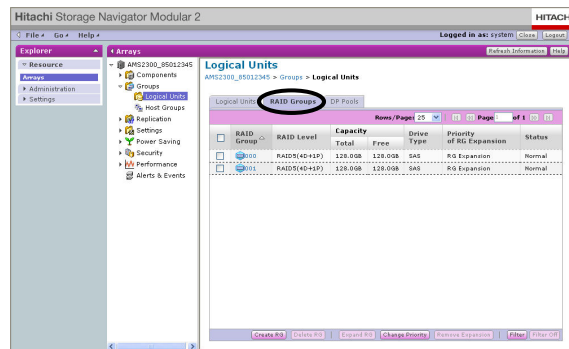 Hitachi Storage Navigator Modular 2
HITACH
File Go Help
Logged in as: system Close Logout
Explorer
Arrays
Refresh Information Help
Resource
Arrays
Administration
Settings
AMS2300_85012345
Components
Groups
Logical Units
Host Groups
Replication
Settings
Power Saving
Security
Performance
Alerts & Events
Logical Units
AMS2300_85012345 > Groups > Logical Units
Logical Units RAID Groups DP Pools
Rows/Page: 25 Page 1 of 1
RAID Group RAID Level Capacity Total Free Drive Type Priority of RG Expansion Status
000 RAID5(4D+1P) 128.0GB 128.0GB SAS RG Expansion Normal
001 RAID5(4D+1P) 128.0GB 128.0GB SAS RG Expansion Normal
Create RG Delete RG Expand RG Change Priority Remove Expansion Filter Filter Off